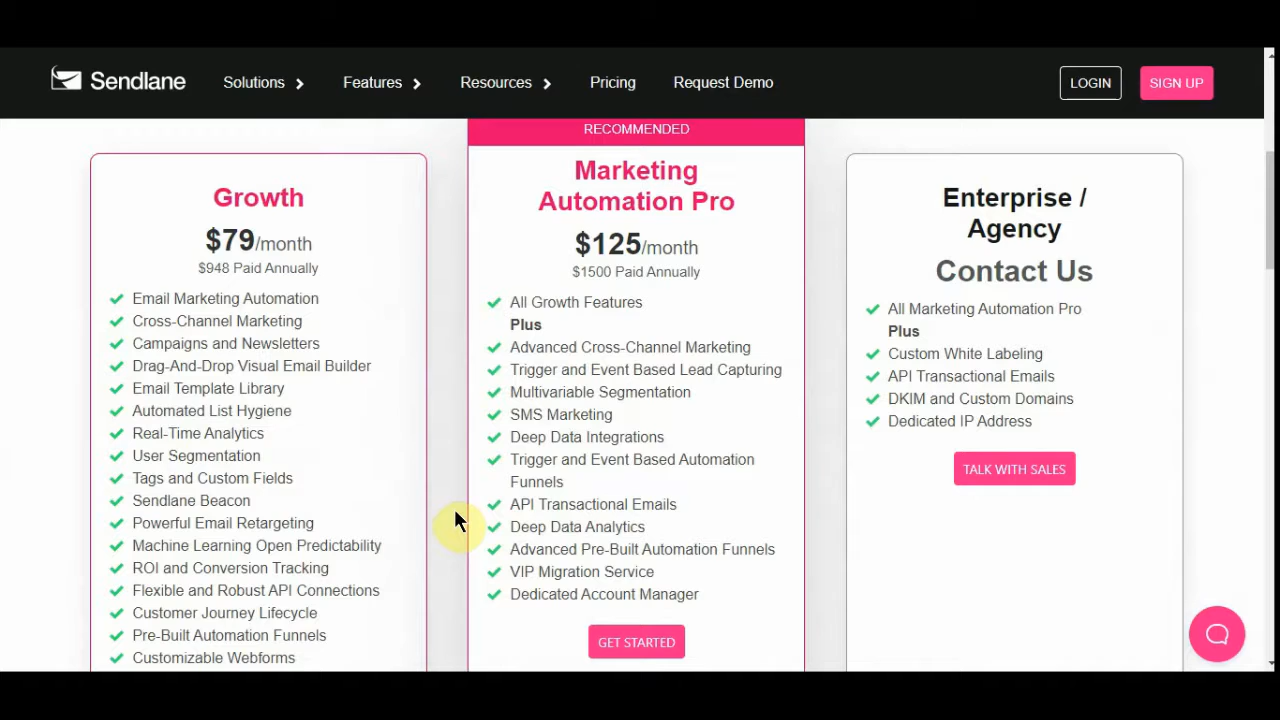 Sendlane
Solutions
Features
Resources
Pricing
Request Demo
LOGIN
SIGN UP
Growth
$79/month
$948 Paid Annually
Email Marketing Automation
Cross-Channel Marketing
Campaigns and Newsletters
Drag-And-Drop Visual Email Builder
Email Template Library
Automated List Hygiene
Real-Time Analytics
User Segmentation
Tags and Custom Fields
Sendlane Beacon
Powerful Email Retargeting
Machine Learning Open Predictability
ROI and Conversion Tracking
Flexible and Robust API Connections
Customer Journey Lifecycle
Pre-Built Automation Funnels
Customizable Webforms
RECOMMENDED
Marketing
Automation Pro
$125/month
$1500 Paid Annually
All Growth Features
Plus
Advanced Cross-Channel Marketing
Trigger and Event Based Lead Capturing
Multivariable Segmentation
SMS Marketing
Deep Data Integrations
Trigger and Event Based Automation
Funnels
API Transactional Emails
Deep Data Analytics
Advanced Pre-Built Automation Funnels
VIP Migration Service
Dedicated Account Manager
GET STARTED
Enterprise /
Agency
Contact Us
All Marketing Automation Pro
Plus
Custom White Labeling
API Transactional Emails
DKIM and Custom Domains
Dedicated IP Address
TALK WITH SALES